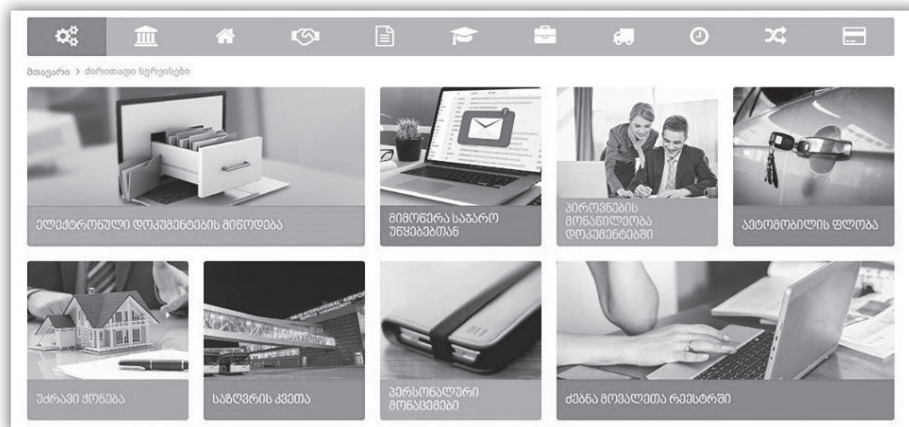 მთავარი > ძირითადი სერვისები
ელექტრონული დოკუმენტების მიწოდება
მიმოწერა საჯარო
უწყებებთან
პიროვნების
მონაწილეობა
დოკუმენტებში
ავტომობილის ფლობა
უძრავი ქონება
საზღვრის კვეთა
პერსონალური
მონაცემები
ძებნა მოვალეთა რეესტრში